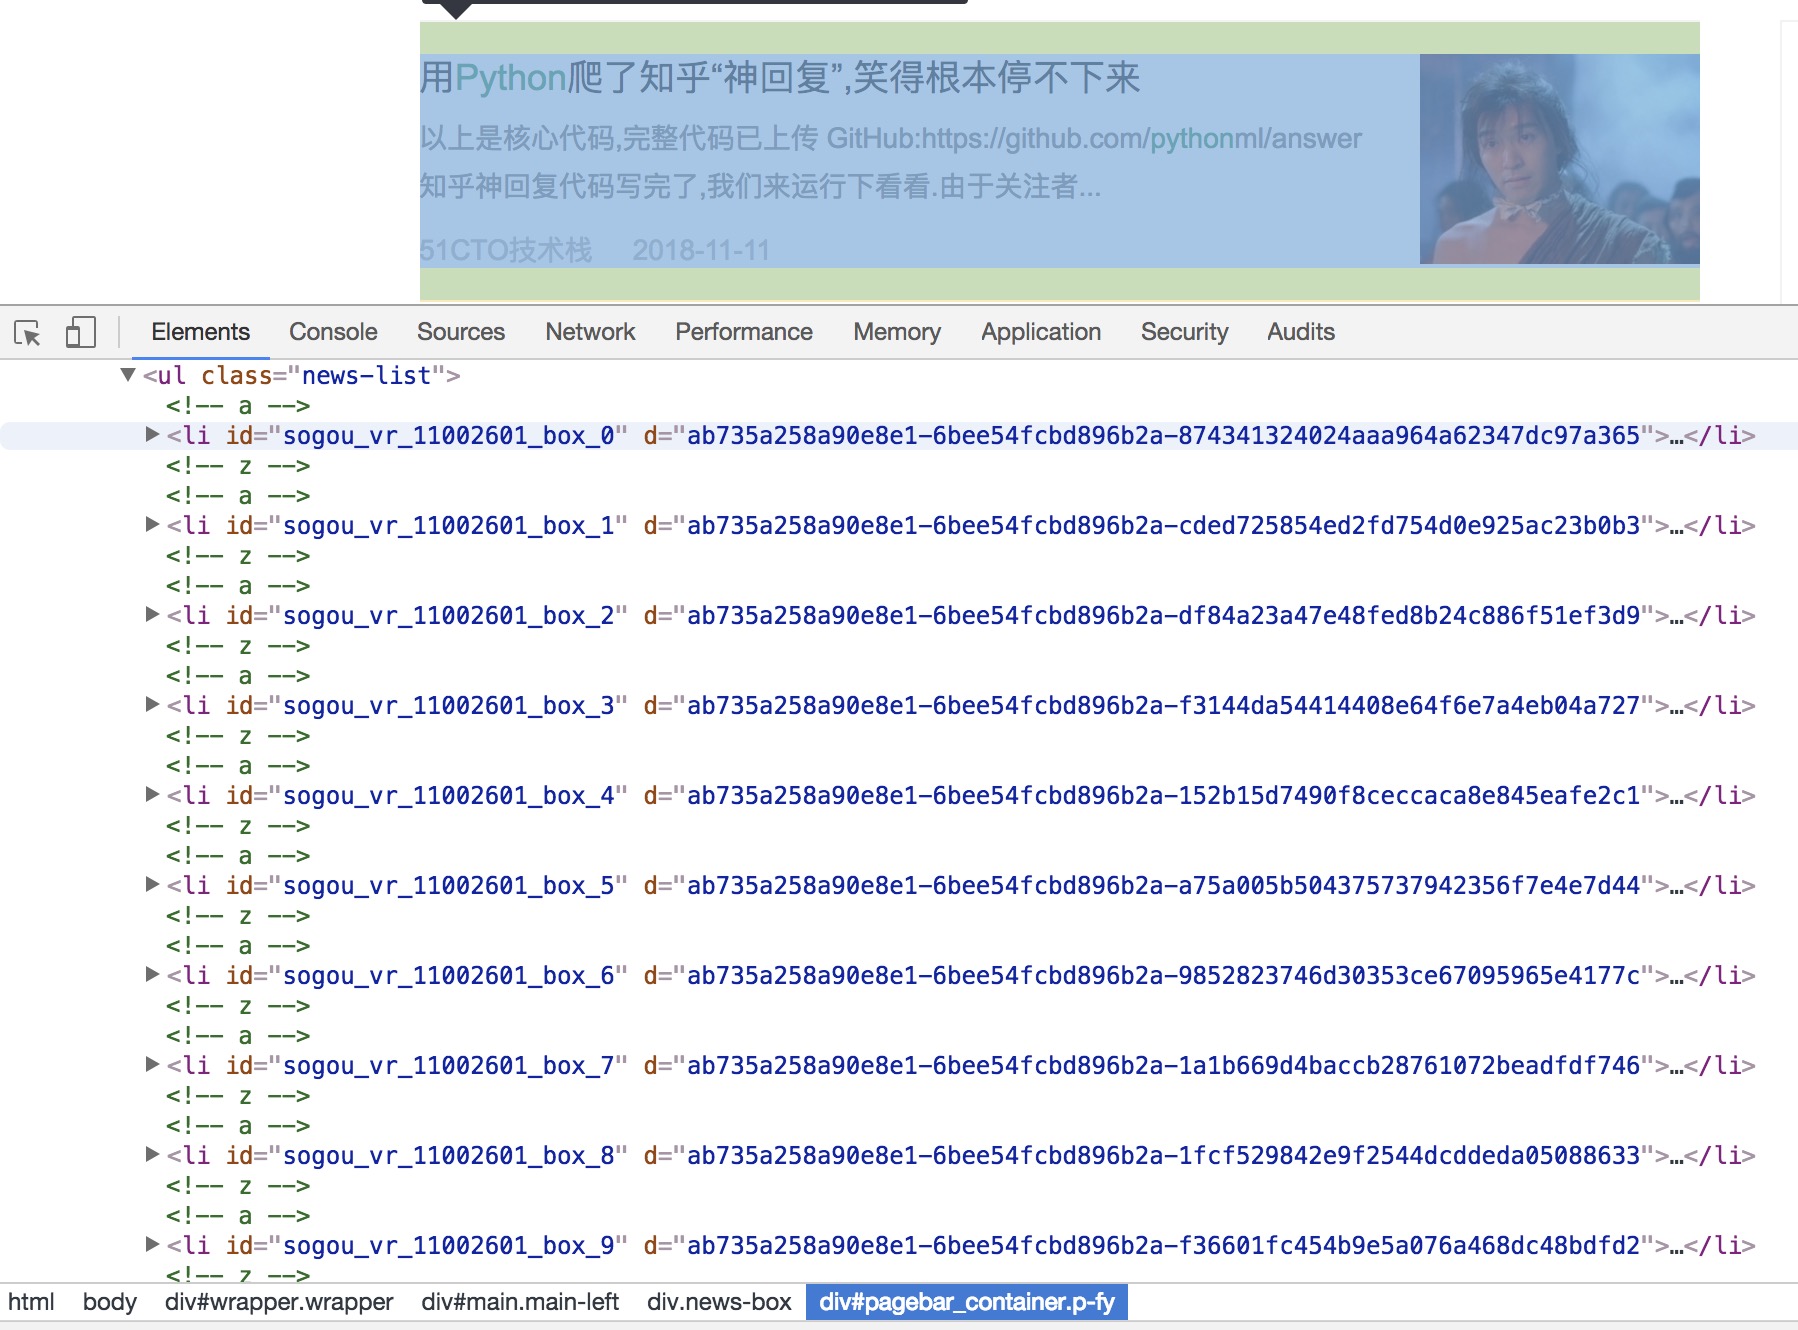 用Python爬了知乎“神回复”,笑得根本停不下来
以上是核心代码,完整代码已上传 GitHub:https://github.com/pythonml/answer
知乎神回复代码写完了,我们来运行下看看.由于关注者...
51CTO技术栈 2018-11-11
Elements Console Sources Network Performance Memory Application Security Audits
<ul class="news-list">
<!-- a -->
<li id="sogou_vr_11002601_box_0" d="ab735a258a90e8e1-6bee54fcbd896b2a-874341324024aaa964a62347dc97a365">…</li>
<!-- z -->
<!-- a -->
<li id="sogou_vr_11002601_box_1" d="ab735a258a90e8e1-6bee54fcbd896b2a-cded725854ed2fd754d0e925ac23b0b3">…</li>
<!-- z -->
<!-- a -->
<li id="sogou_vr_11002601_box_2" d="ab735a258a90e8e1-6bee54fcbd896b2a-df84a23a47e48fed8b24c886f51ef3d9">…</li>
<!-- z -->
<!-- a -->
<li id="sogou_vr_11002601_box_3" d="ab735a258a90e8e1-6bee54fcbd896b2a-f3144da54414408e64f6e7a4eb04a727">…</li>
<!-- z -->
<!-- a -->
<li id="sogou_vr_11002601_box_4" d="ab735a258a90e8e1-6bee54fcbd896b2a-152b15d7490f8ceccaca8e845eafe2c1">…</li>
<!-- z -->
<!-- a -->
<li id="sogou_vr_11002601_box_5" d="ab735a258a90e8e1-6bee54fcbd896b2a-a75a005b504375737942356f7e4e7d44">…</li>
<!-- z -->
<!-- a -->
<li id="sogou_vr_11002601_box_6" d="ab735a258a90e8e1-6bee54fcbd896b2a-9852823746d30353ce67095965e4177c">…</li>
<!-- z -->
<!-- a -->
<li id="sogou_vr_11002601_box_7" d="ab735a258a90e8e1-6bee54fcbd896b2a-1a1b669d4baccb28761072beadfdf746">…</li>
<!-- z -->
<!-- a -->
<li id="sogou_vr_11002601_box_8" d="ab735a258a90e8e1-6bee54fcbd896b2a-1fcf529842e9f2544dcddeda05088633">…</li>
<!-- z -->
<!-- a -->
<li id="sogou_vr_11002601_box_9" d="ab735a258a90e8e1-6bee54fcbd896b2a-f36601fc454b9e5a076a468dc48bdfd2">…</li>
<!-- z -->
html body div#wrapper.wrapper div#main.main-left div.news-box div#pagebar_container.p-fy